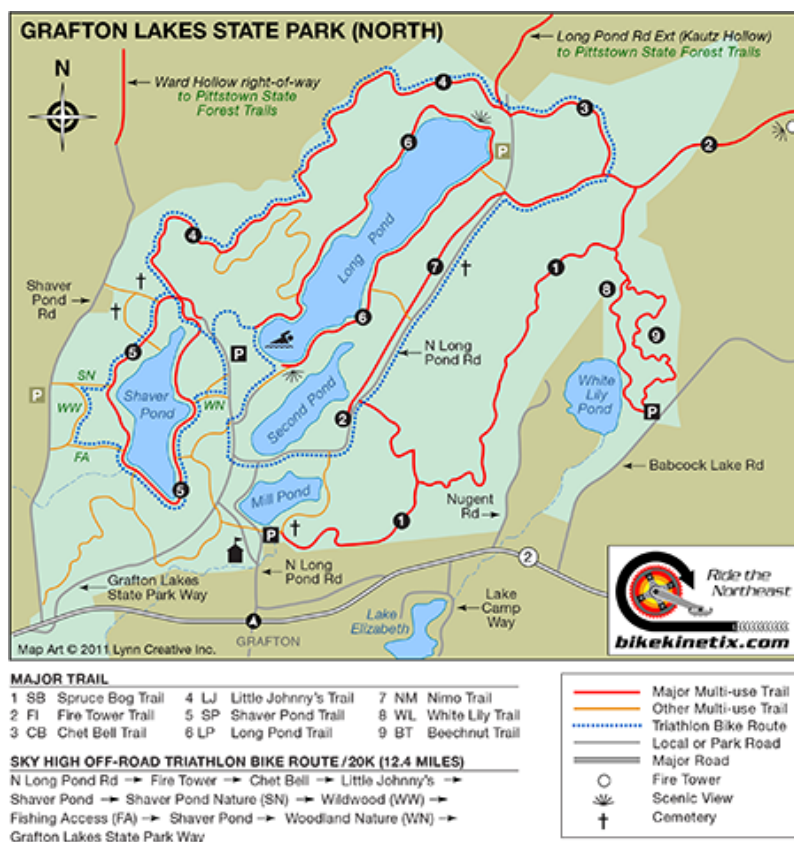 GRAFTON LAKES STATE PARK (NORTH)
Long Pond Rd Ext (Kautz Hollow)
to Pittstown State Forest Trails
N
Ward Hollow right-of-way
to Pittstown State
Forest Trails
4
3
2
6
P
4
Long Pond
7
1
Shaver
Pond Rd
8
9
5
6
P
N Long
Pond Rd
SN
P
WW
WN
Shaver
Pond
Second Pond
2
White
Lily
Pond
P
FA
5
Babcock Lake Rd
Mill Pond
Nugent
Rd
P
1
2
Grafton Lakes
State Park Way
N Long
Pond Rd
Lake
Camp
Way
Lake
Elizabeth
GRAFTON
Ride the
Northeast
bikekinetix.com
Map Art © 2011 Lynn Creative Inc.
MAJOR TRAIL
1 SB Spruce Bog Trail 4 LJ Little Johnny's Trail 7 NM Nimo Trail
2 FI Fire Tower Trail 5 SP Shaver Pond Trail 8 WL White Lily Trail
3 CB Chet Bell Trail 6 LP Long Pond Trail 9 BT Beechnut Trail
SKY HIGH OFF-ROAD TRIATHLON BIKE ROUTE /20K (12.4 MILES)
N Long Pond Rd → Fire Tower → Chet Bell → Little Johnny's →
Shaver Pond → Shaver Pond Nature (SN) → Wildwood (WW) →
Fishing Access (FA) → Shaver Pond → Woodland Nature (WN) →
Grafton Lakes State Park Way
Major Multi-use Trail
Other Multi-use Trail
Triathlon Bike Route
Local or Park Road
Major Road
Fire Tower
Scenic View
Cemetery